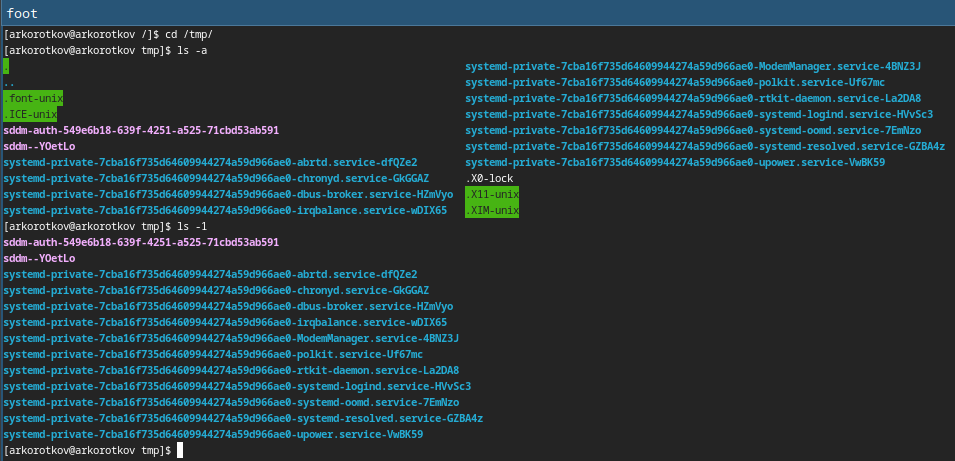 foot
[arkorotkov@arkorotkov /]$ cd /tmp/
[arkorotkov@arkorotkov tmp]$ ls -a
.
..
.font-unix
.ICE-unix
sddm-auth-549e6b18-639f-4251-a525-71cbd53ab591
sddm--YOetLo
systemd-private-7cba16f735d64609944274a59d966ae0-abrtd.service-dfQZe2
systemd-private-7cba16f735d64609944274a59d966ae0-chronyd.service-GkGGAZ
systemd-private-7cba16f735d64609944274a59d966ae0-dbus-broker.service-HZmVyo
systemd-private-7cba16f735d64609944274a59d966ae0-irqbalance.service-wDIX65
systemd-private-7cba16f735d64609944274a59d966ae0-ModemManager.service-4BNZ3J
systemd-private-7cba16f735d64609944274a59d966ae0-polkit.service-Uf67mc
systemd-private-7cba16f735d64609944274a59d966ae0-rtkit-daemon.service-La2DA8
systemd-private-7cba16f735d64609944274a59d966ae0-systemd-logind.service-HVvSc3
systemd-private-7cba16f735d64609944274a59d966ae0-systemd-oomd.service-7EmNzo
systemd-private-7cba16f735d64609944274a59d966ae0-systemd-resolved.service-GZBA4z
systemd-private-7cba16f735d64609944274a59d966ae0-upower.service-VwBK59
.X0-lock
.X11-unix
.XIM-unix
[arkorotkov@arkorotkov tmp]$ ls -1
sddm-auth-549e6b18-639f-4251-a525-71cbd53ab591
sddm--YOetLo
systemd-private-7cba16f735d64609944274a59d966ae0-abrtd.service-dfQZe2
systemd-private-7cba16f735d64609944274a59d966ae0-chronyd.service-GkGGAZ
systemd-private-7cba16f735d64609944274a59d966ae0-dbus-broker.service-HZmVyo
systemd-private-7cba16f735d64609944274a59d966ae0-irqbalance.service-wDIX65
systemd-private-7cba16f735d64609944274a59d966ae0-ModemManager.service-4BNZ3J
systemd-private-7cba16f735d64609944274a59d966ae0-polkit.service-Uf67mc
systemd-private-7cba16f735d64609944274a59d966ae0-rtkit-daemon.service-La2DA8
systemd-private-7cba16f735d64609944274a59d966ae0-systemd-logind.service-HVvSc3
systemd-private-7cba16f735d64609944274a59d966ae0-systemd-oomd.service-7EmNzo
systemd-private-7cba16f735d64609944274a59d966ae0-systemd-resolved.service-GZBA4z
systemd-private-7cba16f735d64609944274a59d966ae0-upower.service-VwBK59
[arkorotkov@arkorotkov tmp]$